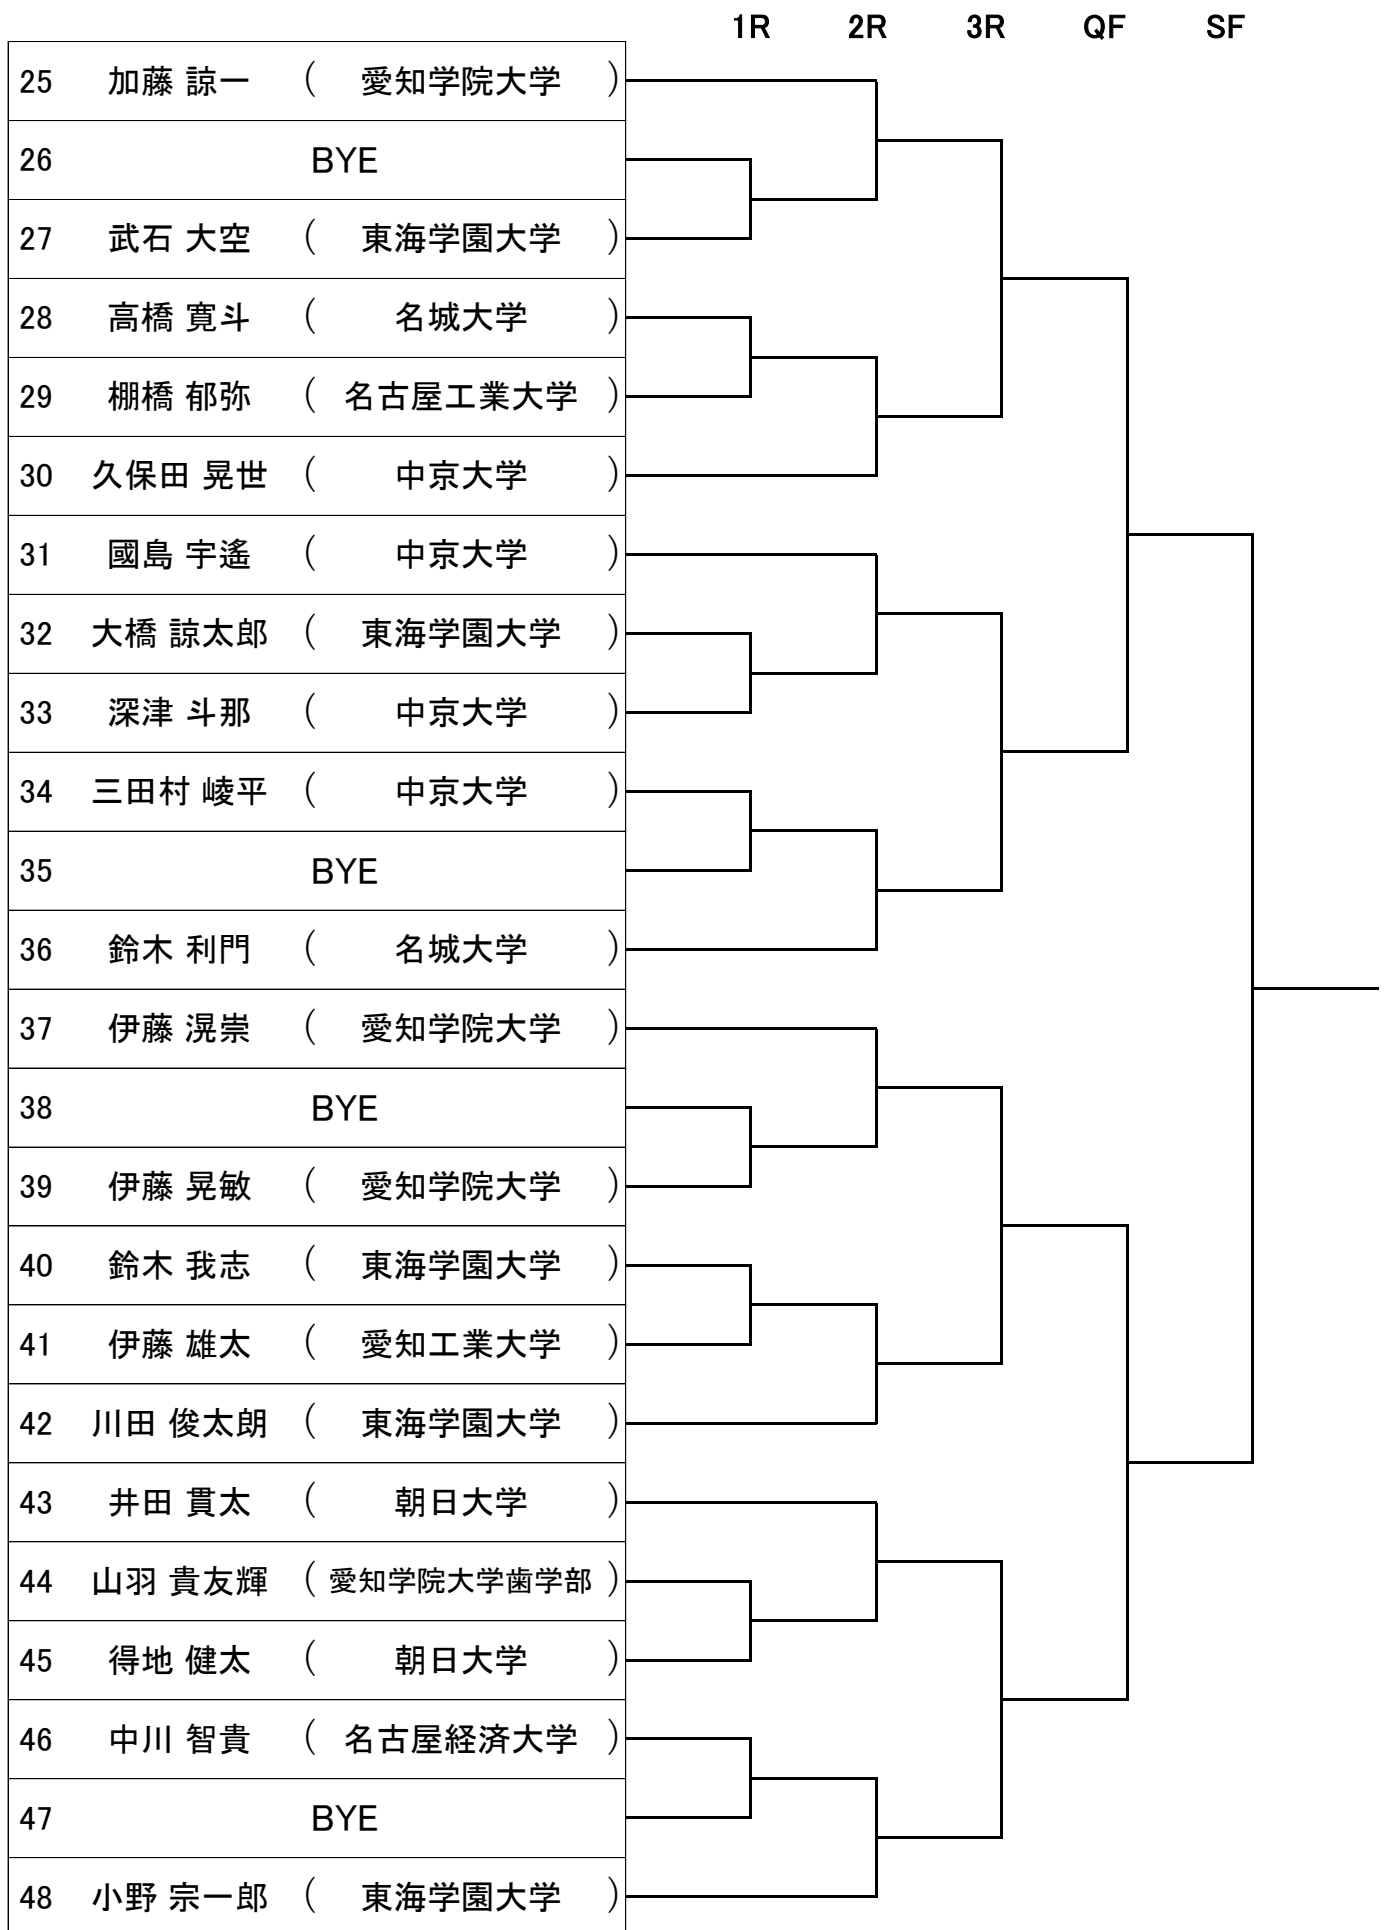 1R 2R 3R QF SF
25 加藤 諒一 ( 愛知学院大学 )
26 BYE
27 武石 大空 ( 東海学園大学 )
28 高橋 寛斗 ( 名城大学 )
29 棚橋 郁弥 ( 名古屋工業大学 )
30 久保田 晃世 ( 中京大学 )
31 國島 宇遙 ( 中京大学 )
32 大橋 諒太郎 ( 東海学園大学 )
33 深津 斗那 ( 中京大学 )
34 三田村 崚平 ( 中京大学 )
35 BYE
36 鈴木 利門 ( 名城大学 )
37 伊藤 滉崇 ( 愛知学院大学 )
38 BYE
39 伊藤 晃敏 ( 愛知学院大学 )
40 鈴木 我志 ( 東海学園大学 )
41 伊藤 雄太 ( 愛知工業大学 )
42 川田 俊太朗 ( 東海学園大学 )
43 井田 貫太 ( 朝日大学 )
44 山羽 貴友輝 ( 愛知学院大学歯学部 )
45 得地 健太 ( 朝日大学 )
46 中川 智貴 ( 名古屋経済大学 )
47 BYE
48 小野 宗一郎 ( 東海学園大学 )